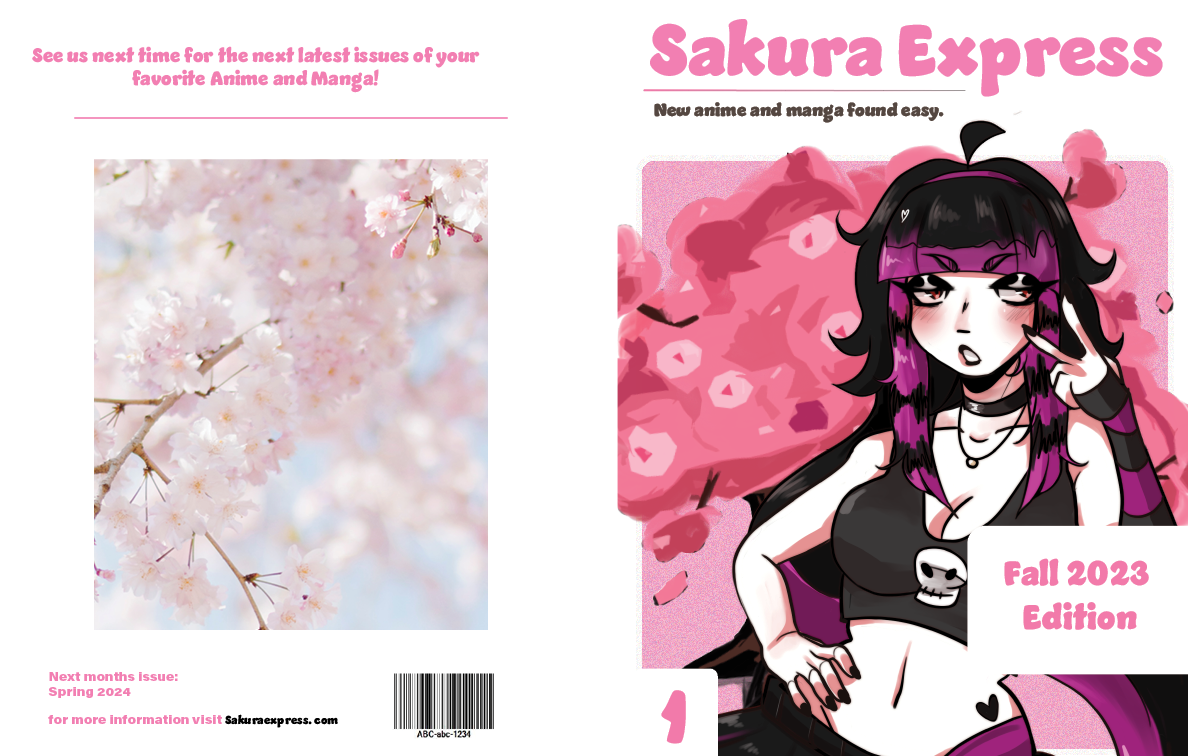 See us next time for the next latest issues of your
favorite Anime and Manga!
Next months issue:
Spring 2024
for more information visit Sakuraexpress. com
ABC-abc-1234
Sakura Express
New anime and manga found easy.
Fall 2023
Edition
1